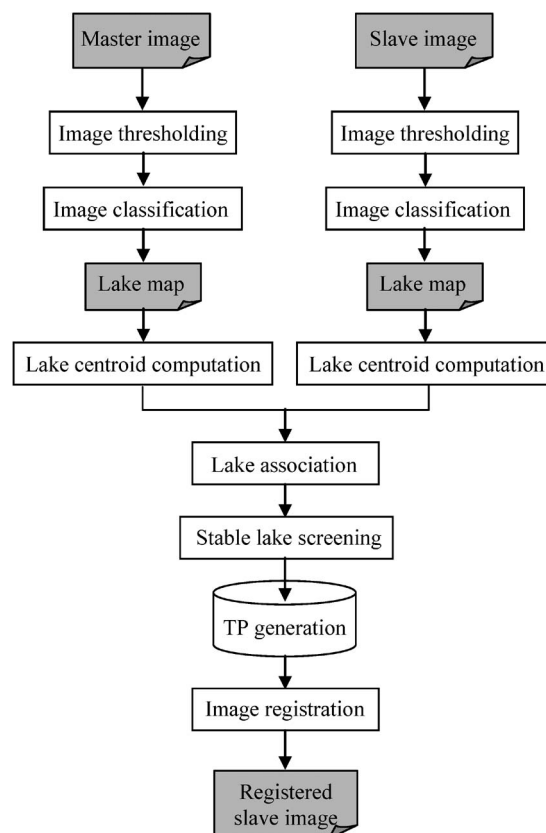 Master image
Slave image
Image thresholding
Image thresholding
Image classification
Image classification
Lake map
Lake map
Lake centroid computation
Lake centroid computation
Lake association
Stable lake screening
TP generation
Image registration
Registered
slave image